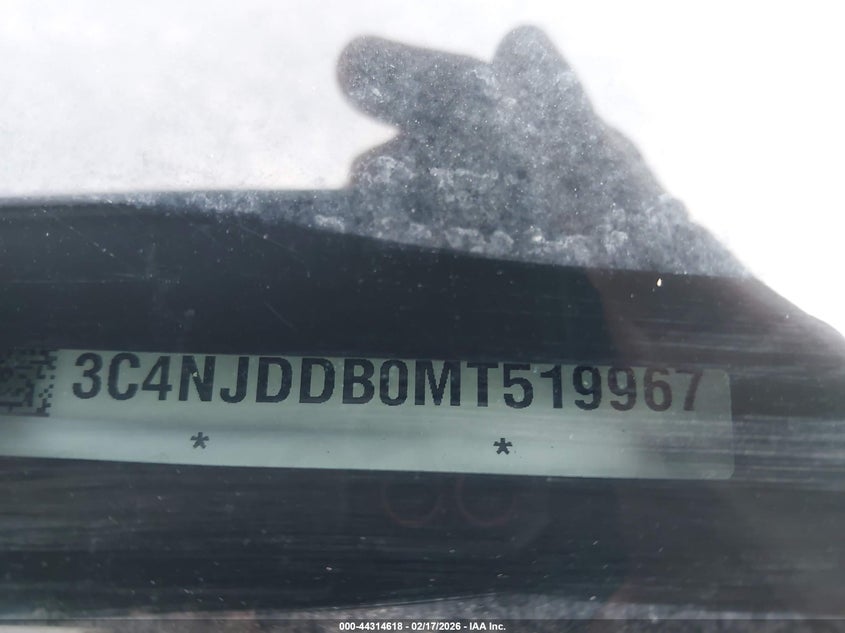 3C4NJDDB0MT519967
* *
000-44314618 - 02/17/2026 - IAA Inc.